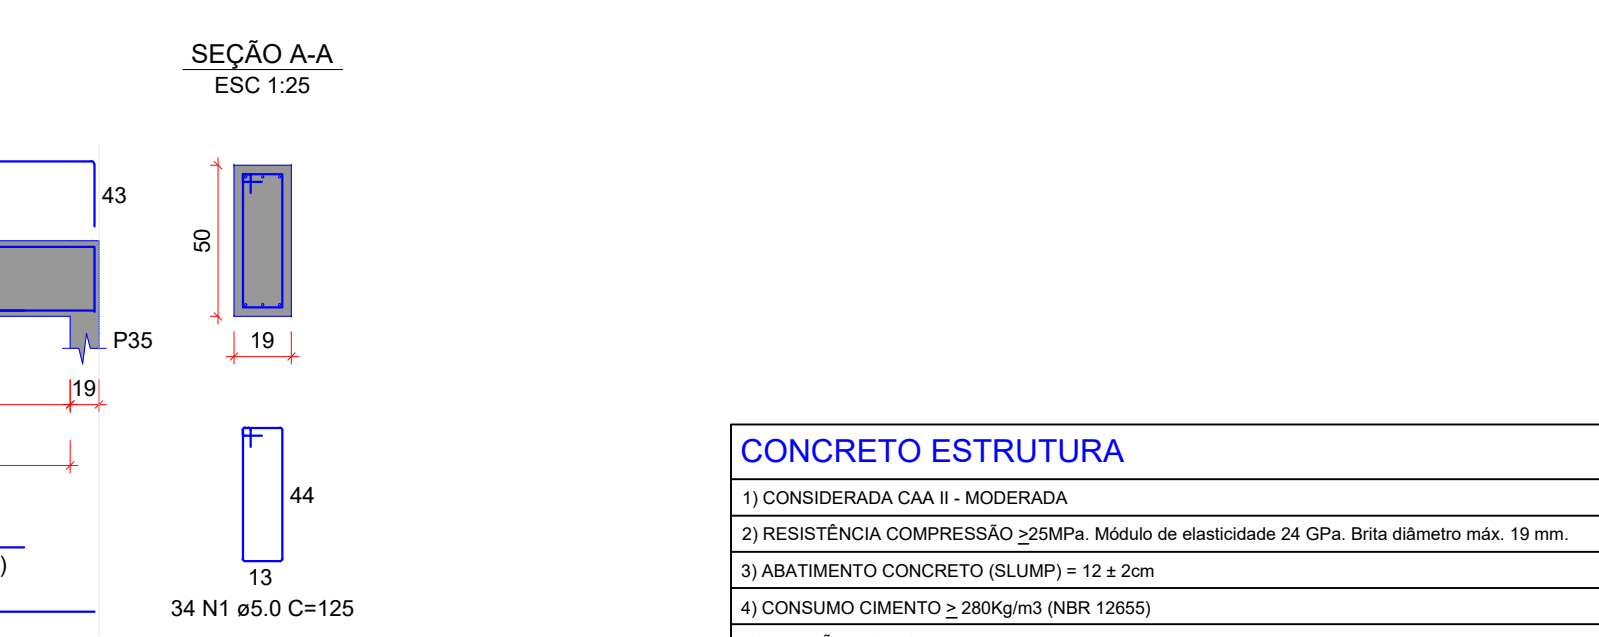 SEÇÃO A-A
ESC 1:25
43
50
P35
19
19
44
13
34 N1 ø5.0 C=125
)
CONCRETO ESTRUTURA
1) CONSIDERADA CAA II - MODERADA
2) RESISTÊNCIA COMPRESSÃO ≥25MPa. Módulo de elasticidade 24 GPa. Brita diâmetro máx. 19 mm.
3) ABATIMENTO CONCRETO (SLUMP) = 12 ± 2cm
4) CONSUMO CIMENTO ≥ 280Kg/m3 (NBR 12655)